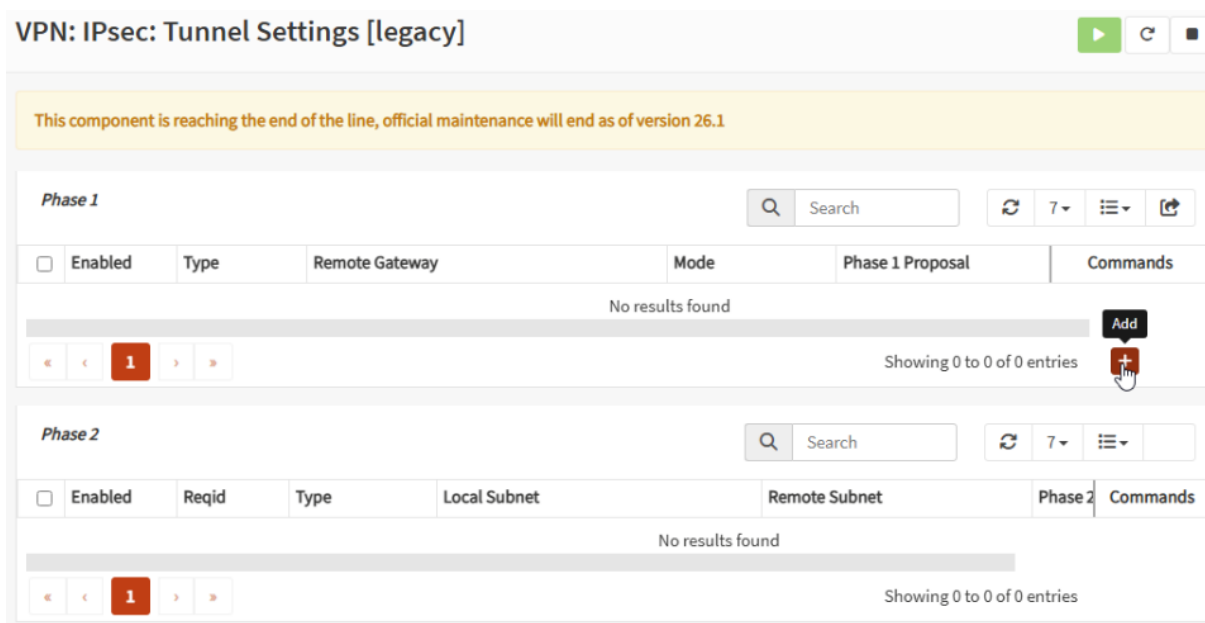 VPN: IPsec: Tunnel Settings [legacy]
This component is reaching the end of the line, official maintenance will end as of version 26.1
Phase 1
Search
7
Enabled Type Remote Gateway Mode Phase 1 Proposal Commands
No results found
Add
« ‹ 1 › »
Showing 0 to 0 of 0 entries
+
Phase 2
Search
7
Enabled Reqid Type Local Subnet Remote Subnet Phase 2 Commands
No results found
« ‹ 1 › »
Showing 0 to 0 of 0 entries